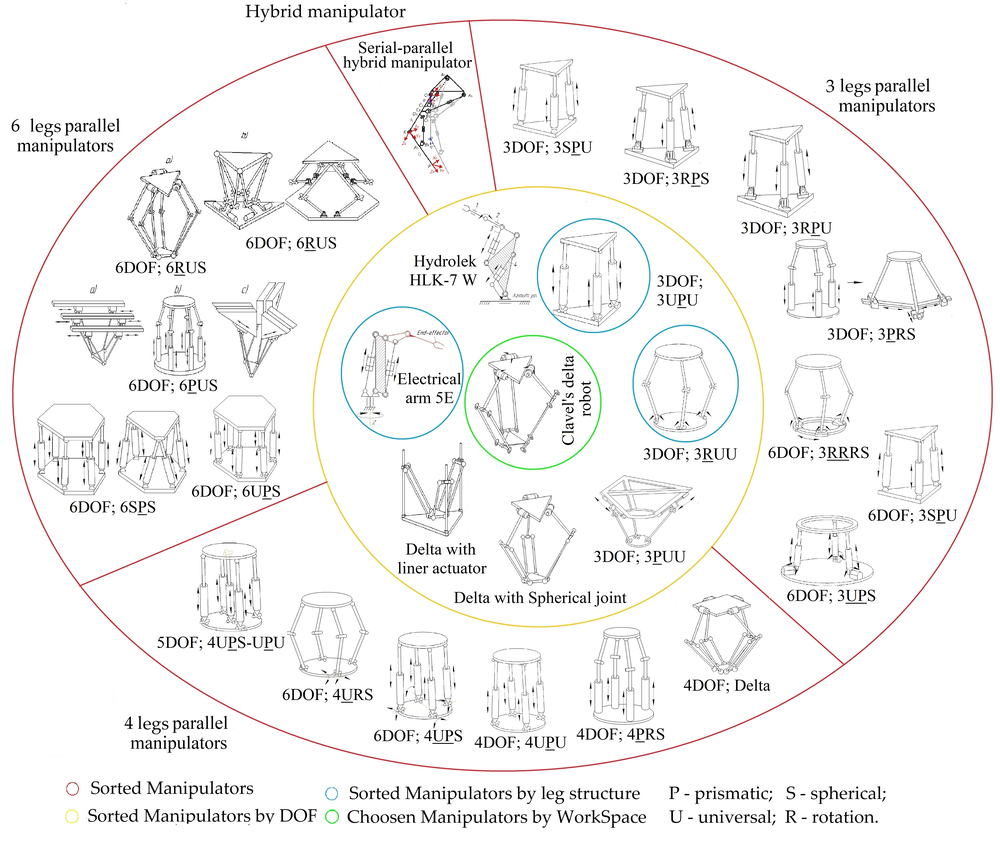 Hybrid manipulator
Serial-parallel
hybrid manipulator
3 legs parallel
manipulators
6 legs parallel
manipulators
3DOF; 3SPU
3DOF; 3RPS
3DOF; 3RPU
3DOF; 3PRS
6DOF; 3RRRS
6DOF; 3SPU
6DOF; 3UPS
a)
b)
6DOF; 6RUS
6DOF; 6RUS
a)
b)
c)
6DOF; 6PUS
6DOF; 6SPS
6DOF; 6UPS
1
2
Hydrolek
HLK-7 W
3DOF;
3UPU
End-effector
Electrical
arm 5E
Clavel's delta
robot
3DOF; 3RUU
Delta with
liner actuator
3DOF; 3PUU
Delta with Spherical joint
5DOF; 4UPS-UPU
6DOF; 4URS
6DOF; 4UPS
4DOF; 4UPU
4DOF; 4PRS
4DOF; Delta
4 legs parallel
manipulators
Sorted Manipulators
Sorted Manipulators by DOF
Sorted Manipulators by leg structure
Choosen Manipulators by WorkSpace
P - prismatic; S - spherical;
U - universal; R - rotation.